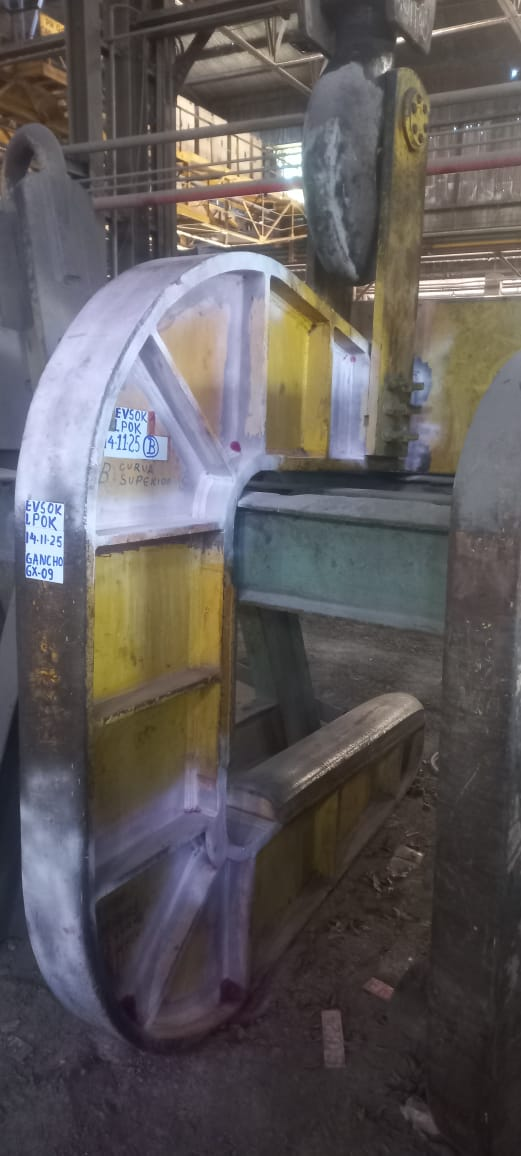 EVSOK
LPOK
14-11-25 B
B: CURVA
SUPERIOR
EVSOK
LPOK
14-11-25
GANCHO
GX-09